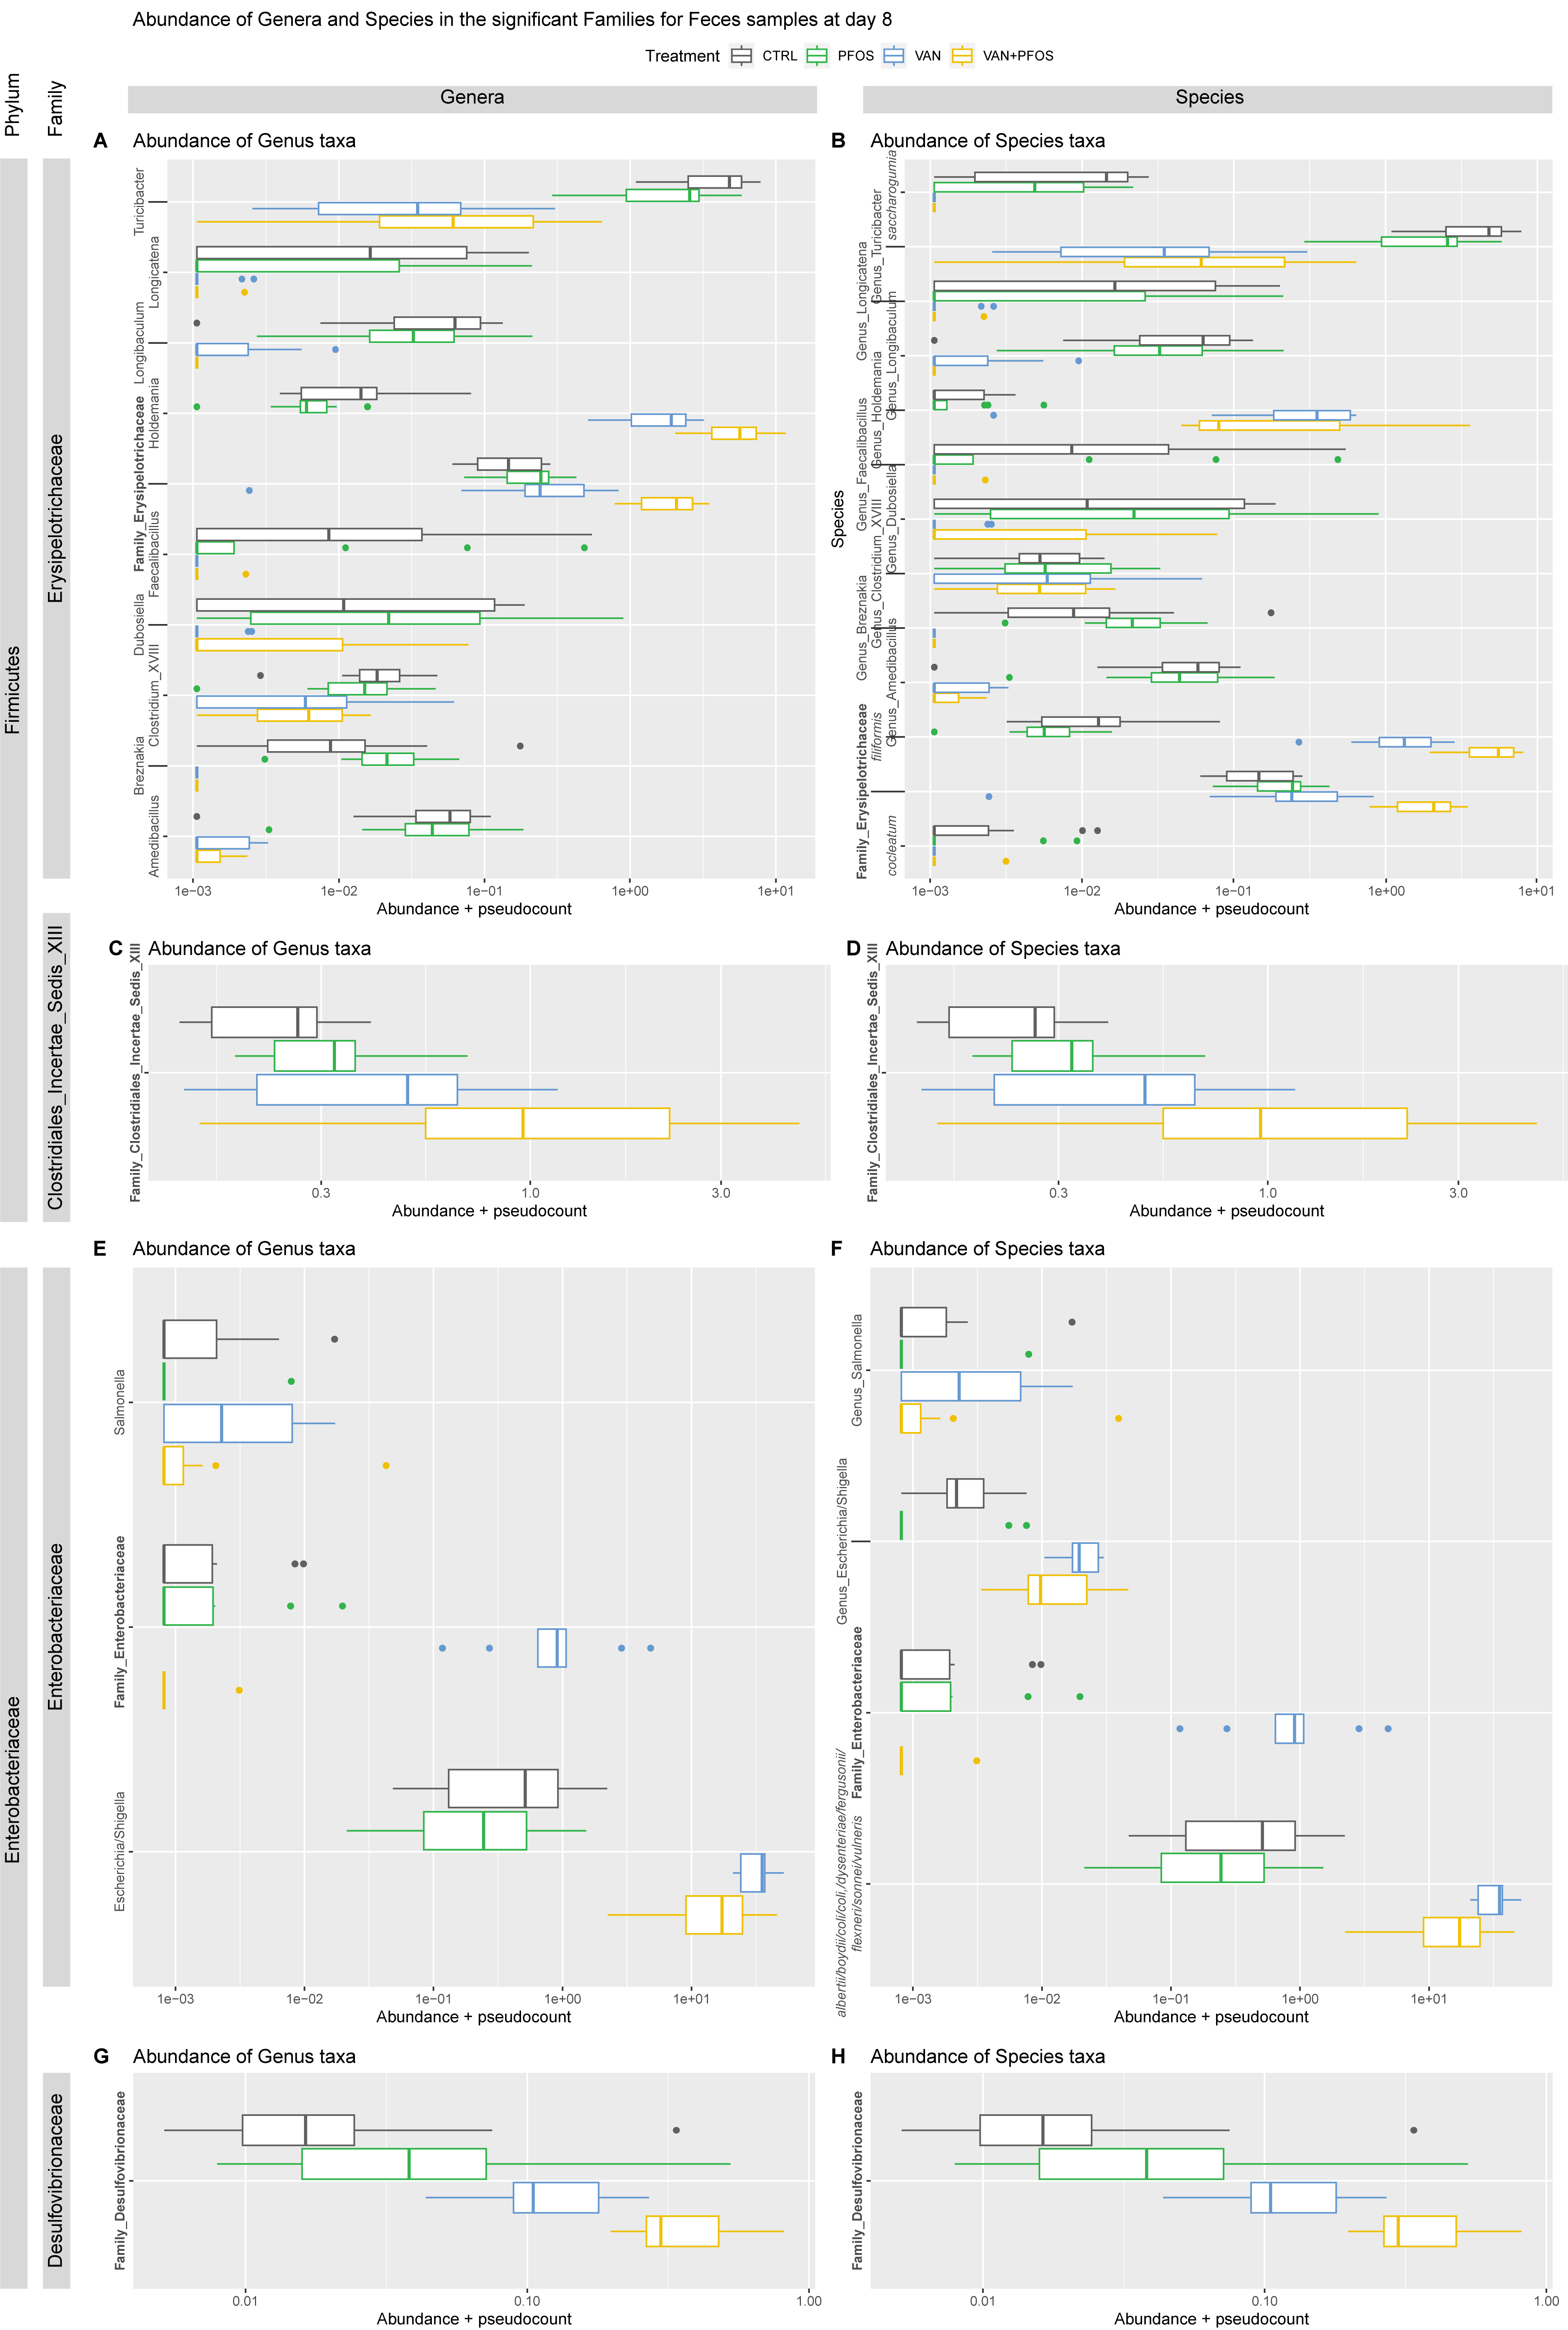 Abundance of Genera and Species in the significant Families for Feces samples at day 8
Treatment CTRL PFOS VAN VAN+PFOS
Phylum
Family
Genera
Species
Firmicutes
Erysipelotrichaceae
A Abundance of Genus taxa
Turicibacter
Longicatena
Longibaculum
Holdemania
Family_Erysipelotrichaceae
Faecalibacillus
Dubosiella
Clostridium_XVIII
Breznakia
Amedibacillus
1e−03 1e−02 1e−01 1e+00 1e+01
Abundance + pseudocount
B Abundance of Species taxa
Species
saccharogumia
Genus_Turicibacter
Genus_Longicatena
Genus_Longibaculum
Genus_Holdemania
Genus_Faecalibacillus
Genus_Dubosiella
Genus_Clostridium_XVIII
Genus_Breznakia
Genus_Amedibacillus
filiformis
Family_Erysipelotrichaceae
cocleatum
1e−03 1e−02 1e−01 1e+00 1e+01
Abundance + pseudocount
Clostridiales_Incertae_Sedis_XIII
C Abundance of Genus taxa
Family_Clostridiales_Incertae_Sedis_XIII
0.3 1.0 3.0
Abundance + pseudocount
D Abundance of Species taxa
Family_Clostridiales_Incertae_Sedis_XIII
0.3 1.0 3.0
Abundance + pseudocount
Enterobacteriaceae
Enterobacteriaceae
E Abundance of Genus taxa
Salmonella
Family_Enterobacteriaceae
Escherichia/Shigella
1e−03 1e−02 1e−01 1e+00 1e+01
Abundance + pseudocount
F Abundance of Species taxa
Genus_Salmonella
Genus_Escherichia/Shigella
Family_Enterobacteriaceae
albertii/boydii/coli/coli,/dysenteriae/fergusonii/
flexneri/sonnei/vulneris
1e−03 1e−02 1e−01 1e+00 1e+01
Abundance + pseudocount
Desulfovibrionaceae
G Abundance of Genus taxa
Family_Desulfovibrionaceae
0.01 0.10 1.00
Abundance + pseudocount
H Abundance of Species taxa
Family_Desulfovibrionaceae
0.01 0.10 1.00
Abundance + pseudocount